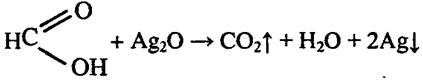 O
HC + Ag₂O → CO₂↑ + H₂O + 2Ag↓
OH